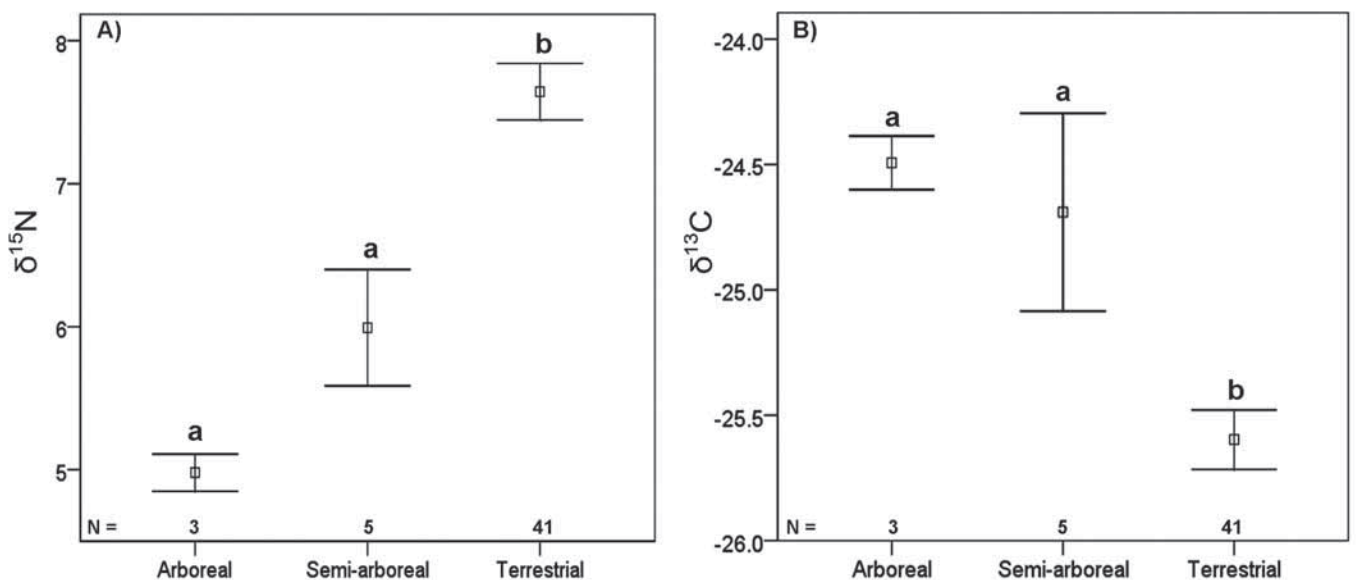 A)
δ15N
8
7
6
5
a
a
b
N = 3 5 41
Arboreal Semi-arboreal Terrestrial
B)
δ13C
-24.0
-24.5
-25.0
-25.5
-26.0
a
a
b
N = 3 5 41
Arboreal Semi-arboreal Terrestrial